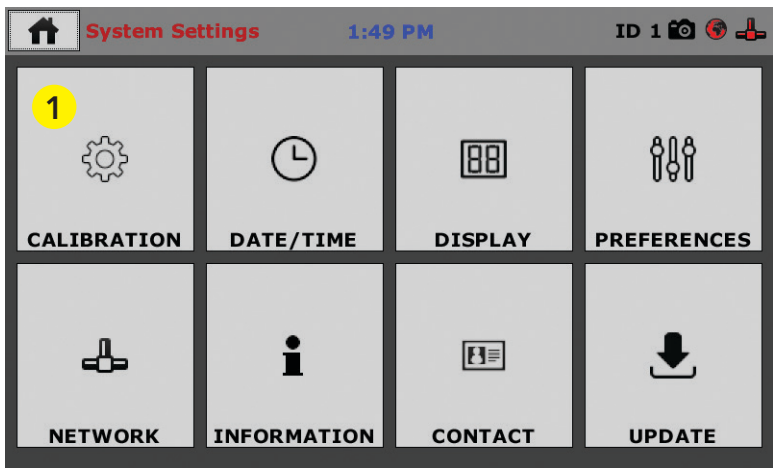 System Settings 1:49 PM ID 1
1
CALIBRATION DATE/TIME DISPLAY PREFERENCES
NETWORK INFORMATION CONTACT UPDATE